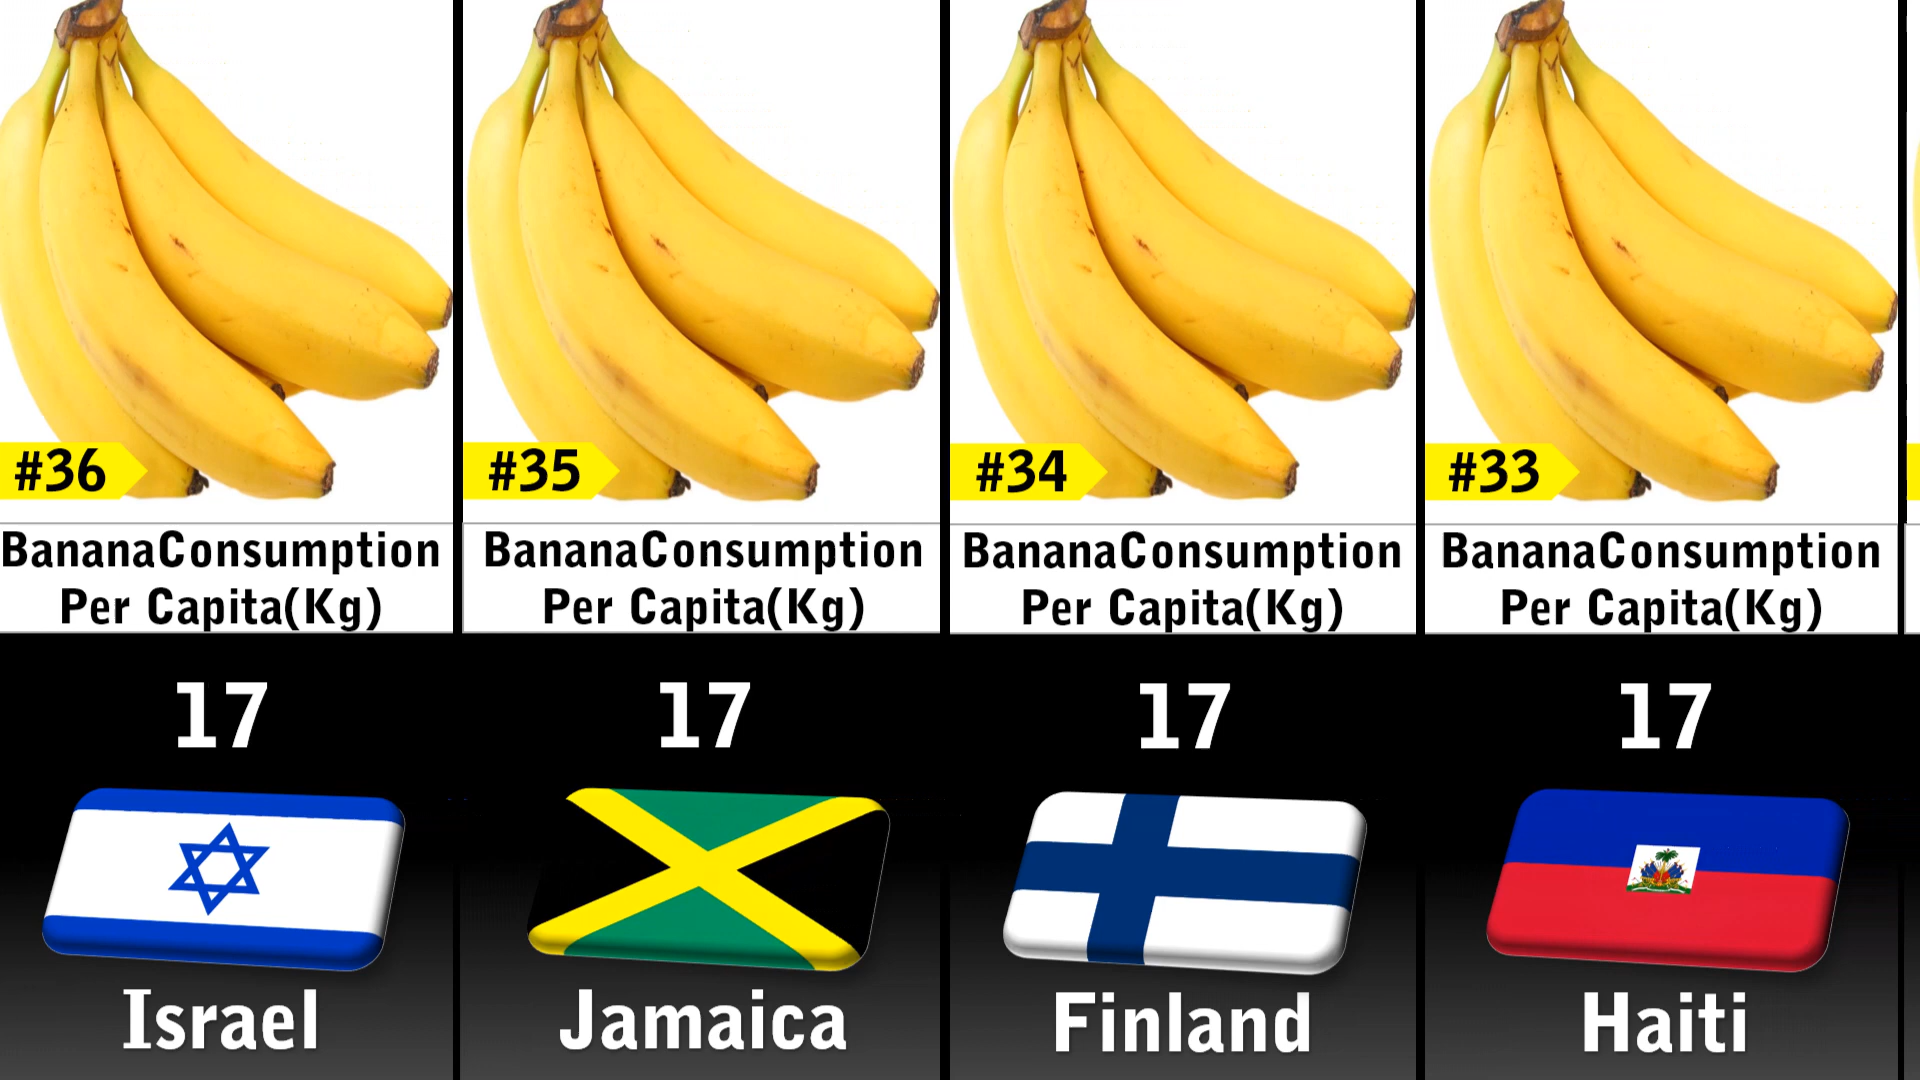 #36
BananaConsumption
Per Capita(Kg)
17
Israel
#35
BananaConsumption
Per Capita(Kg)
17
Jamaica
#34
BananaConsumption
Per Capita(Kg)
17
Finland
#33
BananaConsumption
Per Capita(Kg)
17
Haiti